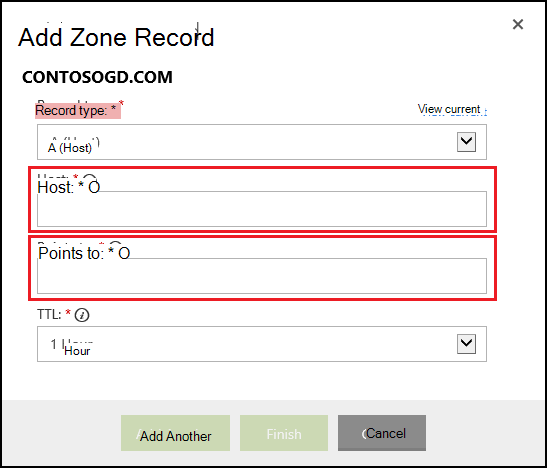 Add Zone Record
CONTOSOGD.COM
Record type: * *
View current
A (Host)
Host: * O
Points to: * O
TTL: *
1 Hour
Add Another
Finish
Cancel